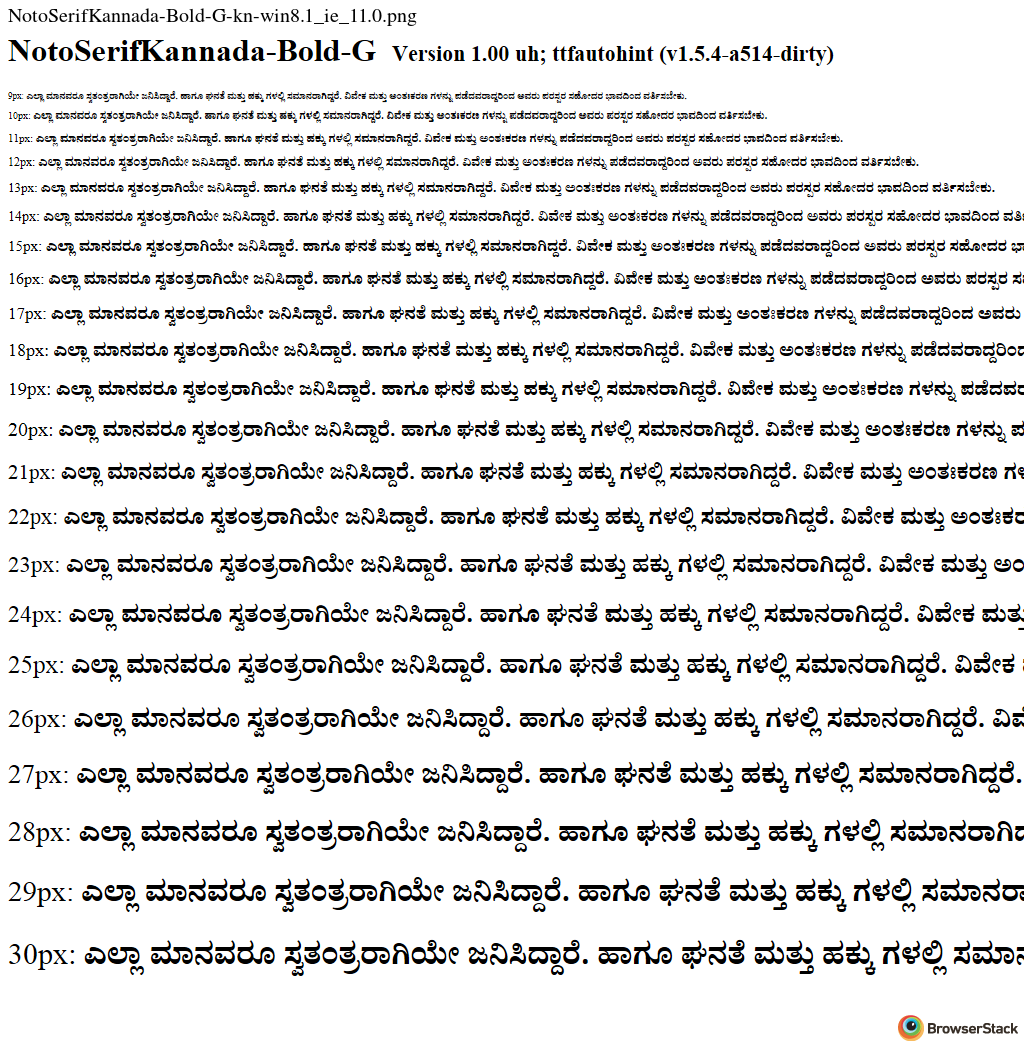 NotoSerifKannada-Bold-G-kn-win8.1_ie_11.0.png
NotoSerifKannada-Bold-G Version 1.00 uh; ttfautohint (v1.5.4-a514-dirty)
9px: ಎಲ್ಲಾ ಮಾನವರೂ ಸ್ವತಂತ್ರರಾಗಿಯೇ ಜನಿಸಿದ್ದಾರೆ. ಹಾಗೂ ಘನತೆ ಮತ್ತು ಹಕ್ಕು ಗಳಲ್ಲಿ ಸಮಾನರಾಗಿದ್ದರೆ. ವಿವೇಕ ಮತ್ತು ಅಂತಃಕರಣ ಗಳನ್ನು ಪಡೆದವರಾದ್ದರಿಂದ ಅವರು ಪರಸ್ಪರ ಸಹೋದರ ಭಾವದಿಂದ ವರ್ತಿಸಬೇಕು.
10px: ಎಲ್ಲಾ ಮಾನವರೂ ಸ್ವತಂತ್ರರಾಗಿಯೇ ಜನಿಸಿದ್ದಾರೆ. ಹಾಗೂ ಘನತೆ ಮತ್ತು ಹಕ್ಕು ಗಳಲ್ಲಿ ಸಮಾನರಾಗಿದ್ದರೆ. ವಿವೇಕ ಮತ್ತು ಅಂತಃಕರಣ ಗಳನ್ನು ಪಡೆದವರಾದ್ದರಿಂದ ಅವರು ಪರಸ್ಪರ ಸಹೋದರ ಭಾವದಿಂದ ವರ್ತಿಸಬೇಕು.
11px: ಎಲ್ಲಾ ಮಾನವರೂ ಸ್ವತಂತ್ರರಾಗಿಯೇ ಜನಿಸಿದ್ದಾರೆ. ಹಾಗೂ ಘನತೆ ಮತ್ತು ಹಕ್ಕು ಗಳಲ್ಲಿ ಸಮಾನರಾಗಿದ್ದರೆ. ವಿವೇಕ ಮತ್ತು ಅಂತಃಕರಣ ಗಳನ್ನು ಪಡೆದವರಾದ್ದರಿಂದ ಅವರು ಪರಸ್ಪರ ಸಹೋದರ ಭಾವದಿಂದ ವರ್ತಿಸಬೇಕು.
12px: ಎಲ್ಲಾ ಮಾನವರೂ ಸ್ವತಂತ್ರರಾಗಿಯೇ ಜನಿಸಿದ್ದಾರೆ. ಹಾಗೂ ಘನತೆ ಮತ್ತು ಹಕ್ಕು ಗಳಲ್ಲಿ ಸಮಾನರಾಗಿದ್ದರೆ. ವಿವೇಕ ಮತ್ತು ಅಂತಃಕರಣ ಗಳನ್ನು ಪಡೆದವರಾದ್ದರಿಂದ ಅವರು ಪರಸ್ಪರ ಸಹೋದರ ಭಾವದಿಂದ ವರ್ತಿಸಬೇಕು.
13px: ಎಲ್ಲಾ ಮಾನವರೂ ಸ್ವತಂತ್ರರಾಗಿಯೇ ಜನಿಸಿದ್ದಾರೆ. ಹಾಗೂ ಘನತೆ ಮತ್ತು ಹಕ್ಕು ಗಳಲ್ಲಿ ಸಮಾನರಾಗಿದ್ದರೆ. ವಿವೇಕ ಮತ್ತು ಅಂತಃಕರಣ ಗಳನ್ನು ಪಡೆದವರಾದ್ದರಿಂದ ಅವರು ಪರಸ್ಪರ ಸಹೋದರ ಭಾವದಿಂದ ವರ್ತಿಸಬೇಕು.
14px: ಎಲ್ಲಾ ಮಾನವರೂ ಸ್ವತಂತ್ರರಾಗಿಯೇ ಜನಿಸಿದ್ದಾರೆ. ಹಾಗೂ ಘನತೆ ಮತ್ತು ಹಕ್ಕು ಗಳಲ್ಲಿ ಸಮಾನರಾಗಿದ್ದರೆ. ವಿವೇಕ ಮತ್ತು ಅಂತಃಕರಣ ಗಳನ್ನು ಪಡೆದವರಾದ್ದರಿಂದ ಅವರು ಪರಸ್ಪರ ಸಹೋದರ ಭಾವದಿಂದ
15px: ಎಲ್ಲಾ ಮಾನವರೂ ಸ್ವತಂತ್ರರಾಗಿಯೇ ಜನಿಸಿದ್ದಾರೆ. ಹಾಗೂ ಘನತೆ ಮತ್ತು ಹಕ್ಕು ಗಳಲ್ಲಿ ಸಮಾನರಾಗಿದ್ದರೆ. ವಿವೇಕ ಮತ್ತು ಅಂತಃಕರಣ ಗಳನ್ನು ಪಡೆದವರಾದ್ದರಿಂದ ಅವರು ಪರಸ್ಪರ ಸಹೋದರ
16px: ಎಲ್ಲಾ ಮಾನವರೂ ಸ್ವತಂತ್ರರಾಗಿಯೇ ಜನಿಸಿದ್ದಾರೆ. ಹಾಗೂ ಘನತೆ ಮತ್ತು ಹಕ್ಕು ಗಳಲ್ಲಿ ಸಮಾನರಾಗಿದ್ದರೆ. ವಿವೇಕ ಮತ್ತು ಅಂತಃಕರಣ ಗಳನ್ನು ಪಡೆದವರಾದ್ದರಿಂದ ಅವರು ಪರಸ್ಪರ
17px: ಎಲ್ಲಾ ಮಾನವರೂ ಸ್ವತಂತ್ರರಾಗಿಯೇ ಜನಿಸಿದ್ದಾರೆ. ಹಾಗೂ ಘನತೆ ಮತ್ತು ಹಕ್ಕು ಗಳಲ್ಲಿ ಸಮಾನರಾಗಿದ್ದರೆ. ವಿವೇಕ ಮತ್ತು ಅಂತಃಕರಣ ಗಳನ್ನು ಪಡೆದವರಾದ್ದರಿಂದ ಅವರು
18px: ಎಲ್ಲಾ ಮಾನವರೂ ಸ್ವತಂತ್ರರಾಗಿಯೇ ಜನಿಸಿದ್ದಾರೆ. ಹಾಗೂ ಘನತೆ ಮತ್ತು ಹಕ್ಕು ಗಳಲ್ಲಿ ಸಮಾನರಾಗಿದ್ದರೆ. ವಿವೇಕ ಮತ್ತು ಅಂತಃಕರಣ ಗಳನ್ನು
19px: ಎಲ್ಲಾ ಮಾನವರೂ ಸ್ವತಂತ್ರರಾಗಿಯೇ ಜನಿಸಿದ್ದಾರೆ. ಹಾಗೂ ಘನತೆ ಮತ್ತು ಹಕ್ಕು ಗಳಲ್ಲಿ ಸಮಾನರಾಗಿದ್ದರೆ. ವಿವೇಕ ಮತ್ತು ಅಂತಃಕರಣ ಗಳನ್ನು
20px: ಎಲ್ಲಾ ಮಾನವರೂ ಸ್ವತಂತ್ರರಾಗಿಯೇ ಜನಿಸಿದ್ದಾರೆ. ಹಾಗೂ ಘನತೆ ಮತ್ತು ಹಕ್ಕು ಗಳಲ್ಲಿ ಸಮಾನರಾಗಿದ್ದರೆ. ವಿವೇಕ ಮತ್ತು ಅಂತಃಕರಣ ಗಳನ್ನು
21px: ಎಲ್ಲಾ ಮಾನವರೂ ಸ್ವತಂತ್ರರಾಗಿಯೇ ಜನಿಸಿದ್ದಾರೆ. ಹಾಗೂ ಘನತೆ ಮತ್ತು ಹಕ್ಕು ಗಳಲ್ಲಿ ಸಮಾನರಾಗಿದ್ದರೆ. ವಿವೇಕ ಮತ್ತು ಅಂತಃಕರಣ
22px: ಎಲ್ಲಾ ಮಾನವರೂ ಸ್ವತಂತ್ರರಾಗಿಯೇ ಜನಿಸಿದ್ದಾರೆ. ಹಾಗೂ ಘನತೆ ಮತ್ತು ಹಕ್ಕು ಗಳಲ್ಲಿ ಸಮಾನರಾಗಿದ್ದರೆ. ವಿವೇಕ ಮತ್ತು
23px: ಎಲ್ಲಾ ಮಾನವರೂ ಸ್ವತಂತ್ರರಾಗಿಯೇ ಜನಿಸಿದ್ದಾರೆ. ಹಾಗೂ ಘನತೆ ಮತ್ತು ಹಕ್ಕು ಗಳಲ್ಲಿ ಸಮಾನರಾಗಿದ್ದರೆ. ವಿವೇಕ ಮತ್ತು
24px: ಎಲ್ಲಾ ಮಾನವರೂ ಸ್ವತಂತ್ರರಾಗಿಯೇ ಜನಿಸಿದ್ದಾರೆ. ಹಾಗೂ ಘನತೆ ಮತ್ತು ಹಕ್ಕು ಗಳಲ್ಲಿ ಸಮಾನರಾಗಿದ್ದರೆ. ವಿವೇಕ
25px: ಎಲ್ಲಾ ಮಾನವರೂ ಸ್ವತಂತ್ರರಾಗಿಯೇ ಜನಿಸಿದ್ದಾರೆ. ಹಾಗೂ ಘನತೆ ಮತ್ತು ಹಕ್ಕು ಗಳಲ್ಲಿ ಸಮಾನರಾಗಿದ್ದರೆ. ವಿವೇಕ
26px: ಎಲ್ಲಾ ಮಾನವರೂ ಸ್ವತಂತ್ರರಾಗಿಯೇ ಜನಿಸಿದ್ದಾರೆ. ಹಾಗೂ ಘನತೆ ಮತ್ತು ಹಕ್ಕು ಗಳಲ್ಲಿ ಸಮಾನರಾಗಿದ್ದರೆ.
27px: ಎಲ್ಲಾ ಮಾನವರೂ ಸ್ವತಂತ್ರರಾಗಿಯೇ ಜನಿಸಿದ್ದಾರೆ. ಹಾಗೂ ಘನತೆ ಮತ್ತು ಹಕ್ಕು ಗಳಲ್ಲಿ ಸಮಾನರಾಗಿದ್ದರೆ.
28px: ಎಲ್ಲಾ ಮಾನವರೂ ಸ್ವತಂತ್ರರಾಗಿಯೇ ಜನಿಸಿದ್ದಾರೆ. ಹಾಗೂ ಘನತೆ ಮತ್ತು ಹಕ್ಕು ಗಳಲ್ಲಿ
29px: ಎಲ್ಲಾ ಮಾನವರೂ ಸ್ವತಂತ್ರರಾಗಿಯೇ ಜನಿಸಿದ್ದಾರೆ. ಹಾಗೂ ಘನತೆ ಮತ್ತು ಹಕ್ಕು ಗಳಲ್ಲಿ
30px: ಎಲ್ಲಾ ಮಾನವರೂ ಸ್ವತಂತ್ರರಾಗಿಯೇ ಜನಿಸಿದ್ದಾರೆ. ಹಾಗೂ ಘನತೆ ಮತ್ತು ಹಕ್ಕು ಗಳಲ್ಲಿ
BrowserStack